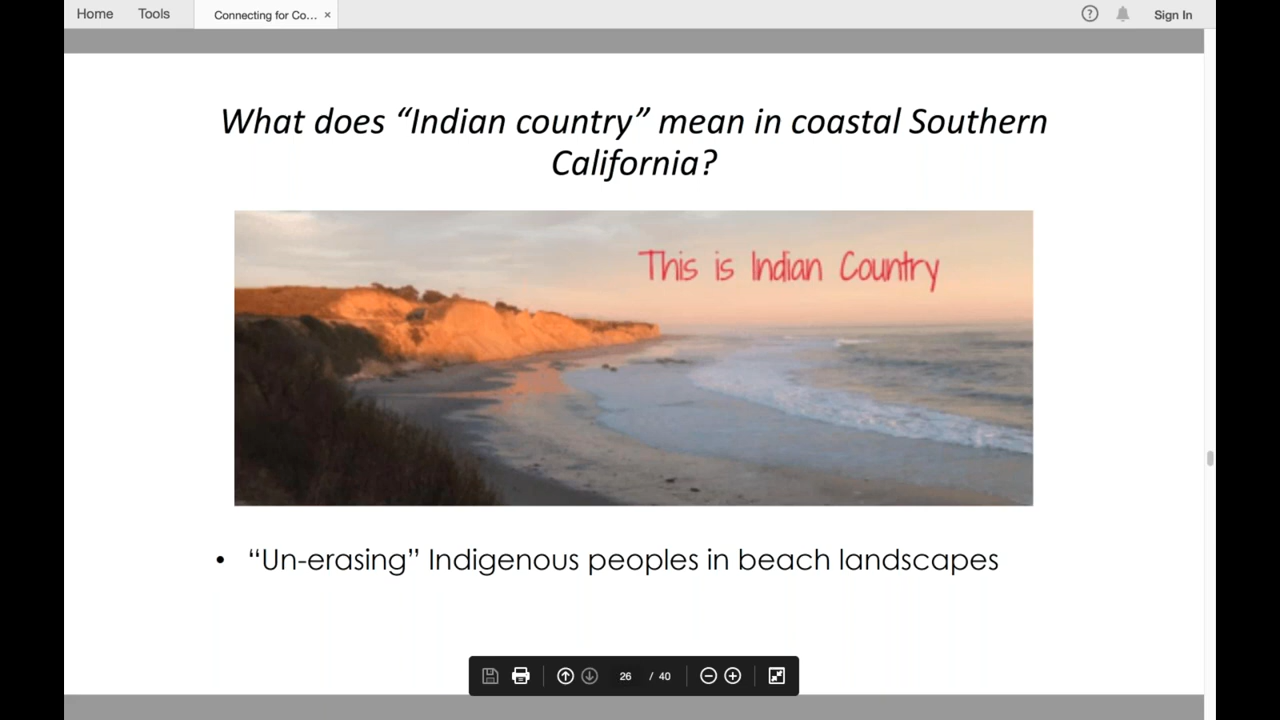 Home Tools Connecting for Co... × ? Sign In
What does “Indian country” mean in coastal Southern
California?
This is Indian Country
• “Un-erasing” Indigenous peoples in beach landscapes
26 / 40